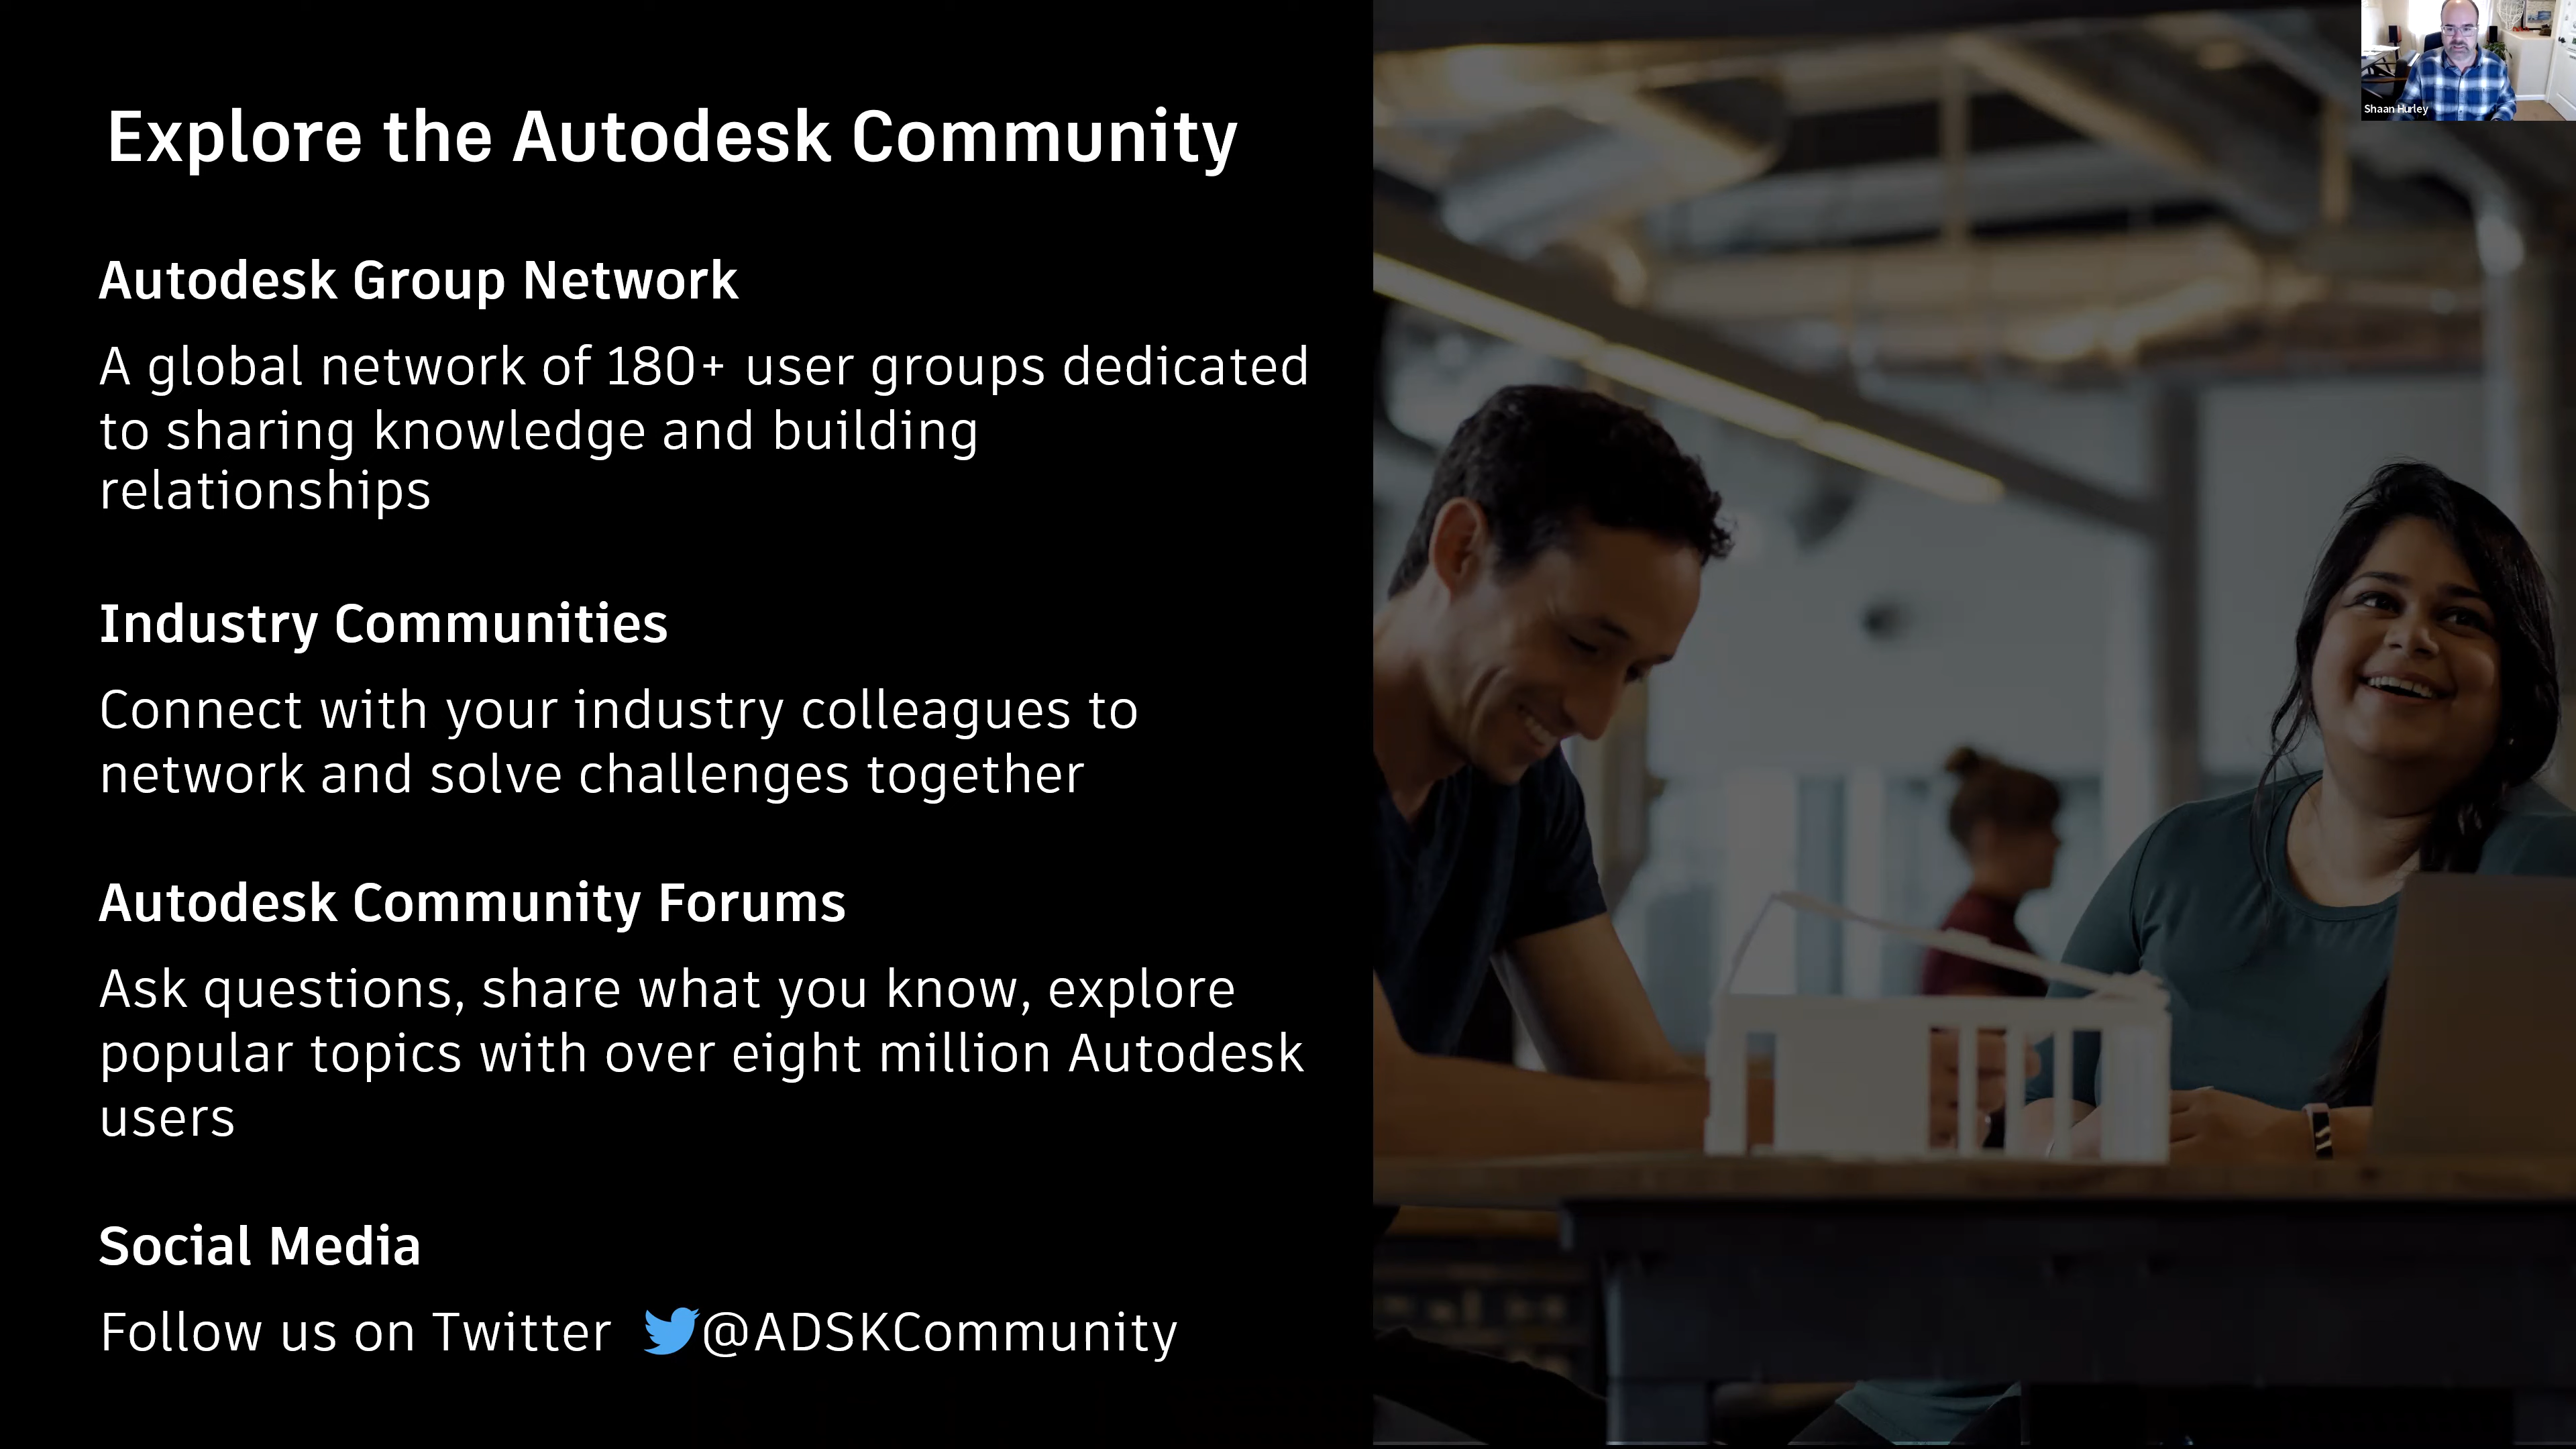 Explore the Autodesk Community
Autodesk Group Network
A global network of 180+ user groups dedicated
to sharing knowledge and building
relationships
Industry Communities
Connect with your industry colleagues to
network and solve challenges together
Autodesk Community Forums
Ask questions, share what you know, explore
popular topics with over eight million Autodesk
users
Social Media
Follow us on Twitter @ADSKCommunity
Shaan Hurley